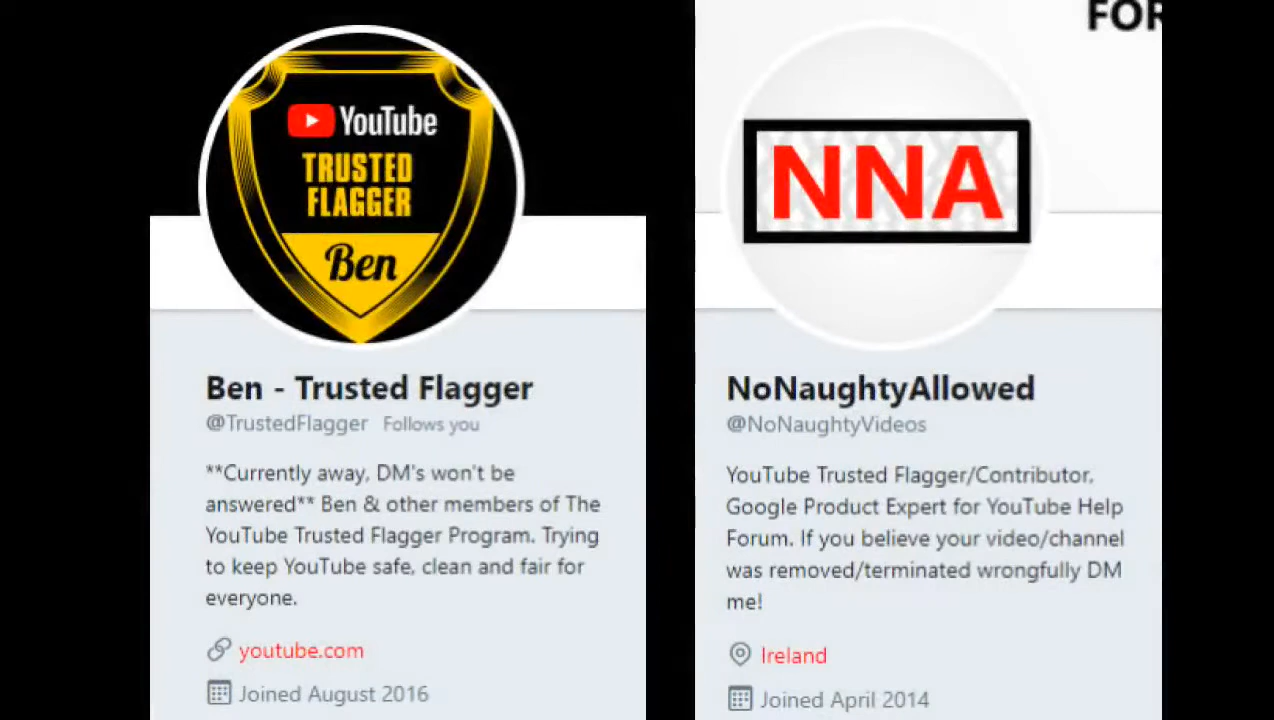 YouTube
TRUSTED
FLAGGER
Ben
Ben - Trusted Flagger
@TrustedFlagger Follows you
**Currently away, DM's won't be
answered** Ben & other members of The
YouTube Trusted Flagger Program. Trying
to keep YouTube safe, clean and fair for
everyone.
youtube.com
Joined August 2016
FOR
NNA
NoNaughtyAllowed
@NoNaughtyVideos
YouTube Trusted Flagger/Contributor,
Google Product Expert for YouTube Help
Forum. If you believe your video/channel
was removed/terminated wrongfully DM
me!
Ireland
Joined April 2014